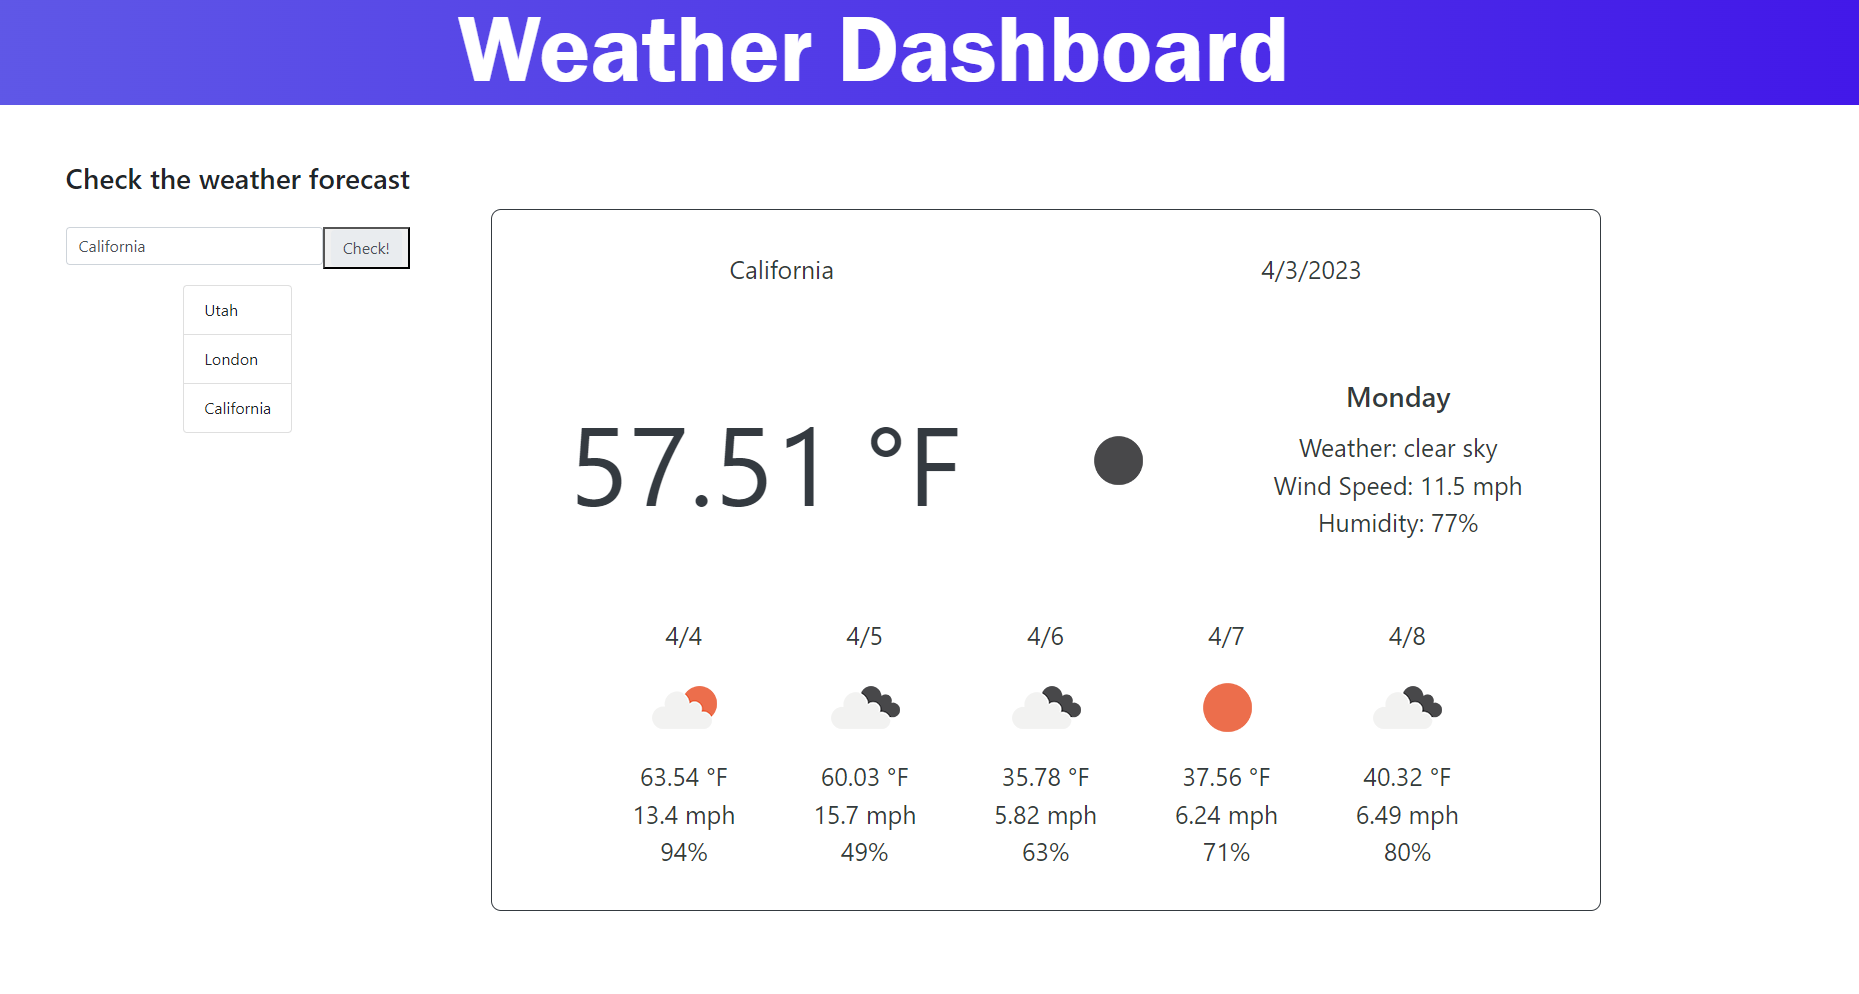 Weather Dashboard
Check the weather forecast
California
Check!
Utah
London
California
California 4/3/2023
57.51 °F
Monday
Weather: clear sky
Wind Speed: 11.5 mph
Humidity: 77%
4/4 4/5 4/6 4/7 4/8
63.54 °F 60.03 °F 35.78 °F 37.56 °F 40.32 °F
13.4 mph 15.7 mph 5.82 mph 6.24 mph 6.49 mph
94% 49% 63% 71% 80%